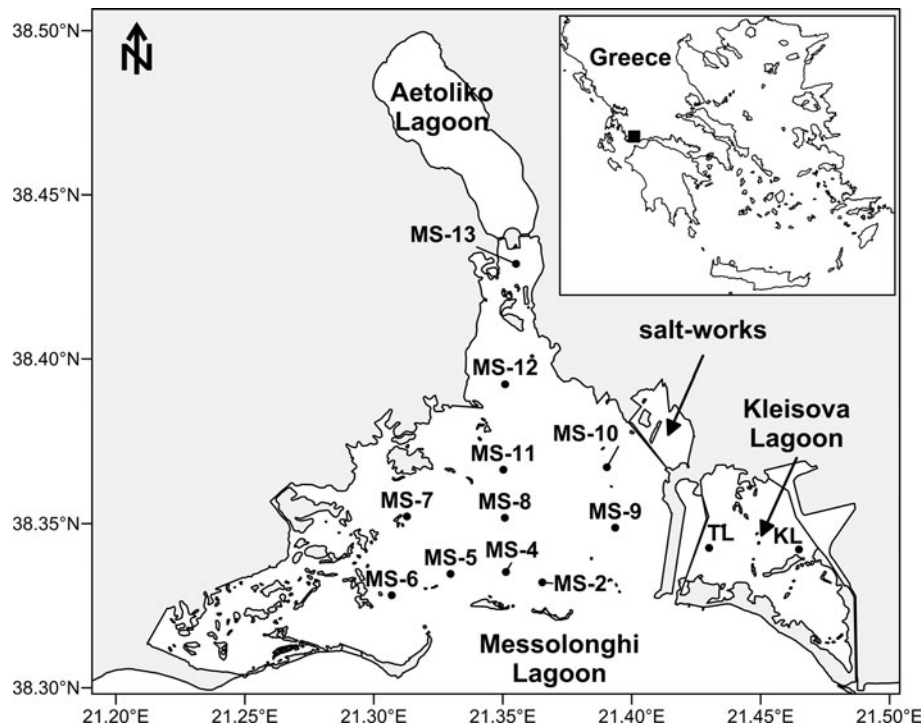 38.50°N
N
Greece
Aetoliko
Lagoon
38.45°N
MS-13
salt-works
38.40°N
MS-12
Kleisova
Lagoon
MS-10
MS-11
MS-7
MS-8
MS-9
38.35°N
TL
KL
MS-5
MS-4
MS-6
MS-2
Messolonghi
Lagoon
38.30°N
21.20°E
21.25°E
21.30°E
21.35°E
21.40°E
21.45°E
21.50°E